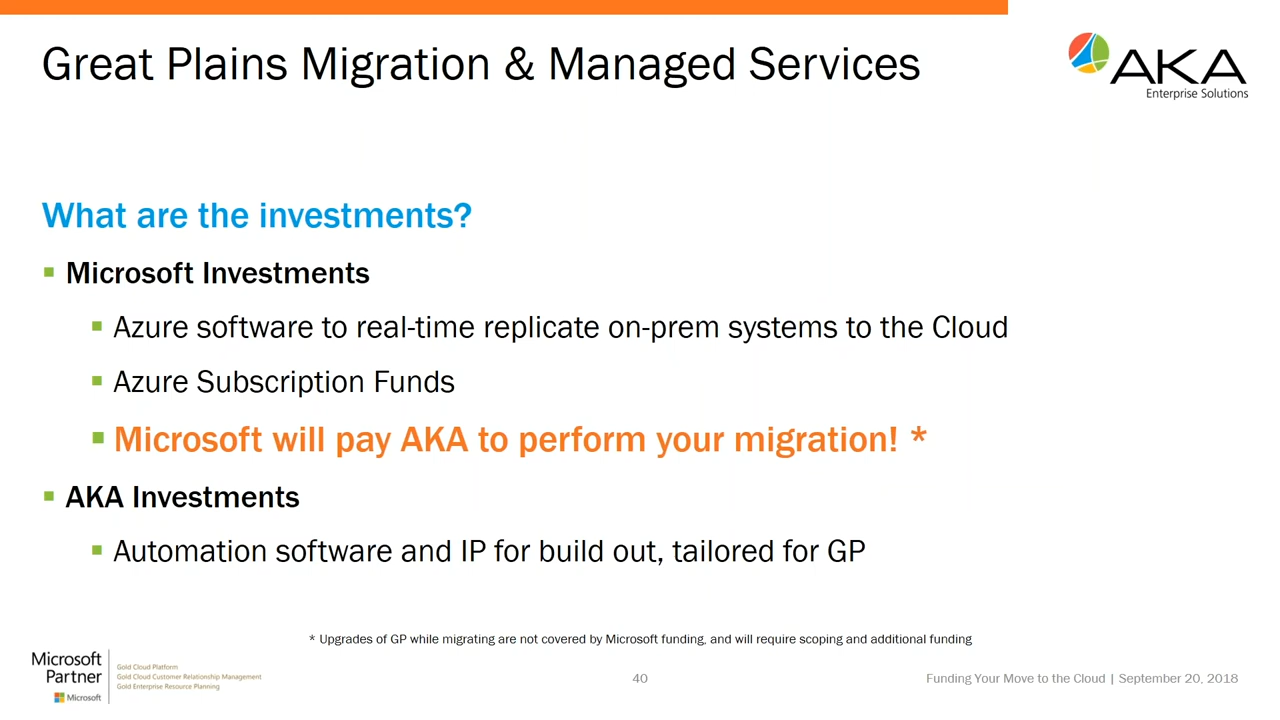 Great Plains Migration & Managed Services
AKA
Enterprise Solutions
What are the investments?
Microsoft Investments
Azure software to real-time replicate on-prem systems to the Cloud
Azure Subscription Funds
Microsoft will pay AKA to perform your migration! *
AKA Investments
Automation software and IP for build out, tailored for GP
* Upgrades of GP while migrating are not covered by Microsoft funding, and will require scoping and additional funding
Microsoft
Partner
Microsoft
Gold Cloud Platform
Gold Cloud Customer Relationship Management
Gold Enterprise Resource Planning
40
Funding Your Move to the Cloud | September 20, 2018